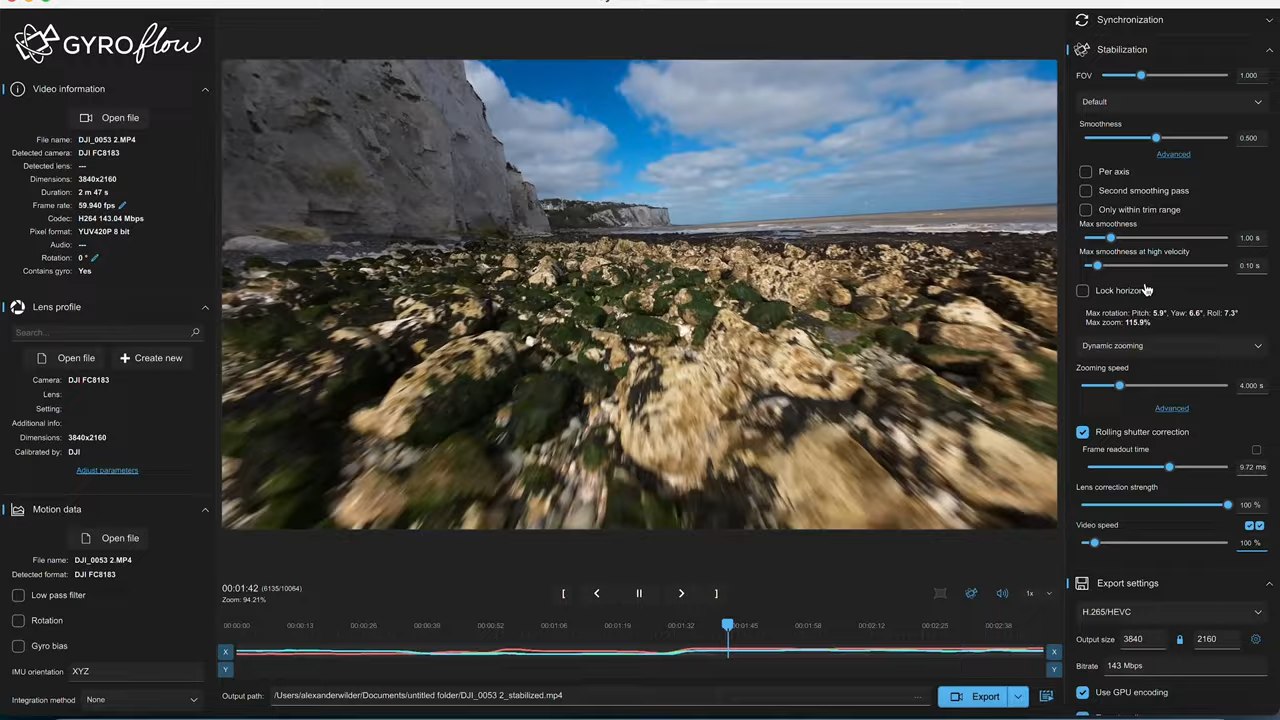 GYROflow
Video information
Open file
File name: DJI_0053 2.MP4
Detected camera: DJI FC8183
Detected lens: ---
Dimensions: 3840x2160
Duration: 2 m 47 s
Frame rate: 59.940 fps
Codec: H264 143.04 Mbps
Pixel format: YUV420P 8 bit
Audio: ---
Rotation: 0 °
Contains gyro: Yes
Lens profile
Search...
Open file
Create new
Camera: DJI FC8183
Lens:
Setting:
Additional info:
Dimensions: 3840x2160
Calibrated by: DJI
Adjust parameters
Motion data
Open file
File name: DJI_0053 2.MP4
Detected format: DJI FC8183
Low pass filter
Rotation
Gyro bias
IMU orientation XYZ
Integration method None
00:01:42 (6135/10064)
Zoom: 94.21%
[ ]
1x
00:00:00 00:00:13 00:00:26 00:00:39 00:00:52 00:01:06 00:01:19 00:01:32 00:01:45 00:01:58 00:02:12 00:02:25 00:02:38
X X
Y Y
Output path: /Users/alexanderwilder/Documents/untitled folder/DJI_0053 2_stabilized.mp4 ...
Export
Synchronization
Stabilization
FOV 1.000
Default
Smoothness
0.500
Advanced
Per axis
Second smoothing pass
Only within trim range
Max smoothness
1.00 s
Max smoothness at high velocity
0.10 s
Lock horizon
Max rotation: Pitch: 5.9°, Yaw: 6.6°, Roll: 7.3°
Max zoom: 115.9%
Dynamic zooming
Zooming speed
4.000 s
Advanced
Rolling shutter correction
Frame readout time
9.72 ms
Lens correction strength
100 %
Video speed
100 %
Export settings
H.265/HEVC
Output size 3840 2160
Bitrate 143 Mbps
Use GPU encoding